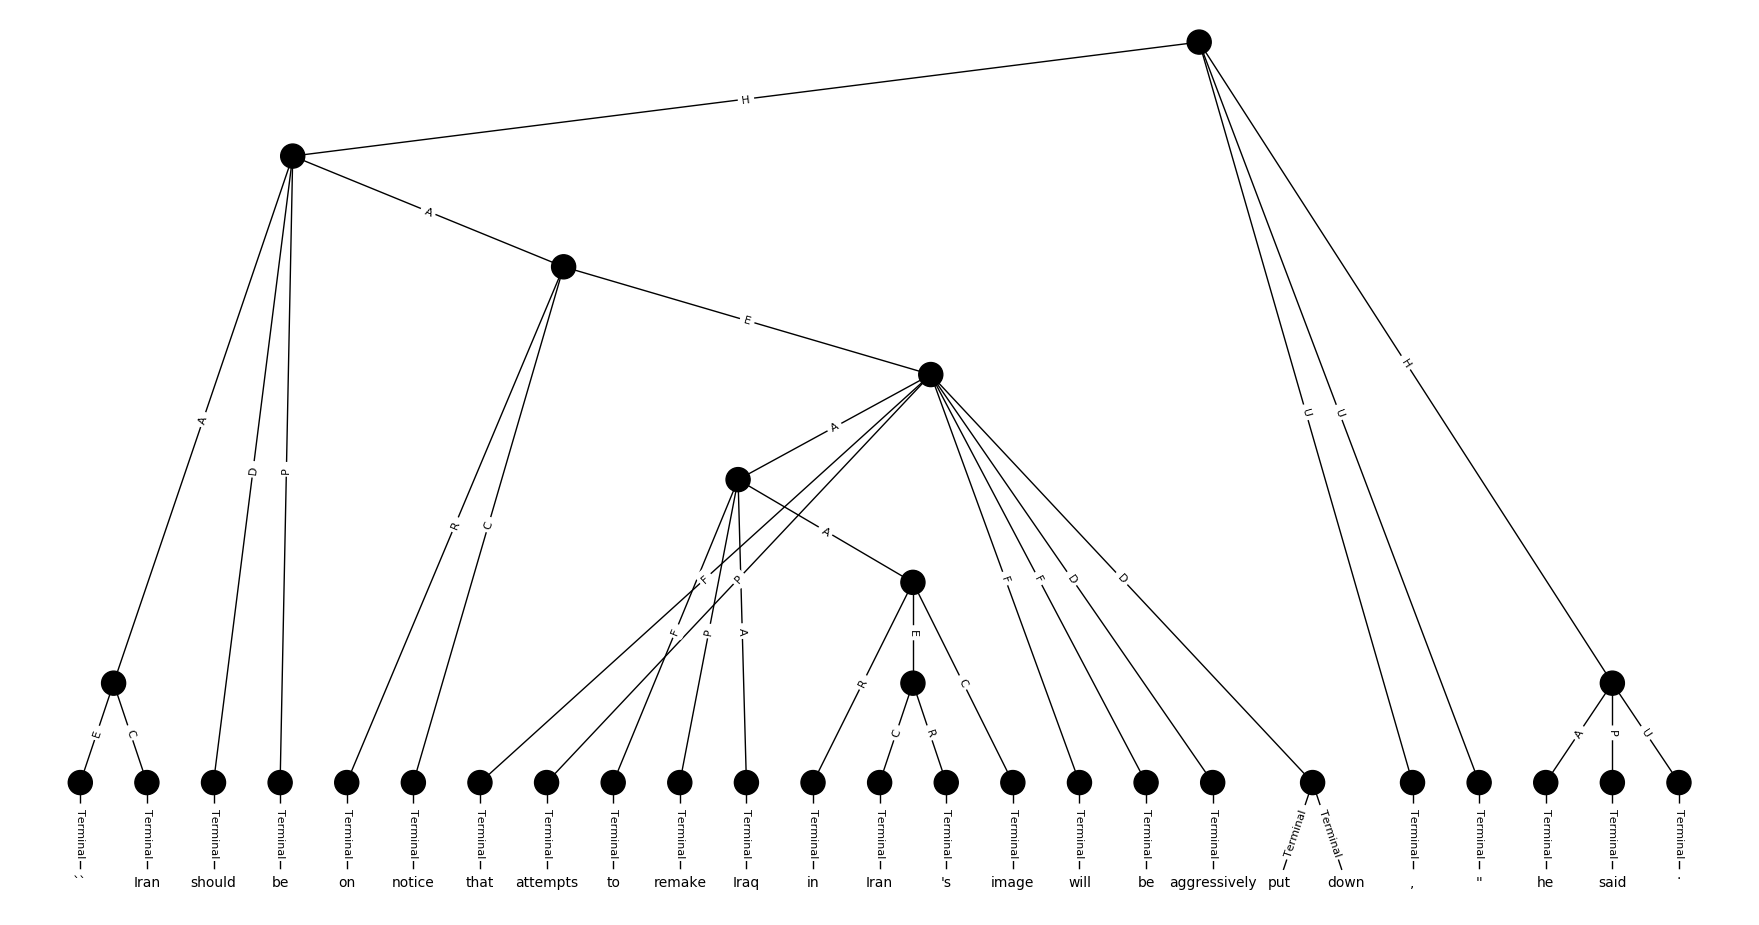 H
A
A
E
A
D
P
R
C
A
A
F
P
F
P
A
F
F
D
D
U
U
H
R
E
C
E
C
C
R
A
P
U
Terminal Terminal Terminal Terminal Terminal Terminal Terminal Terminal Terminal Terminal Terminal Terminal Terminal Terminal Terminal Terminal Terminal Terminal Terminal Terminal Terminal Terminal Terminal Terminal Terminal
`` Iran should be on notice that attempts to remake Iraq in Iran 's image will be aggressively put down , " he said .